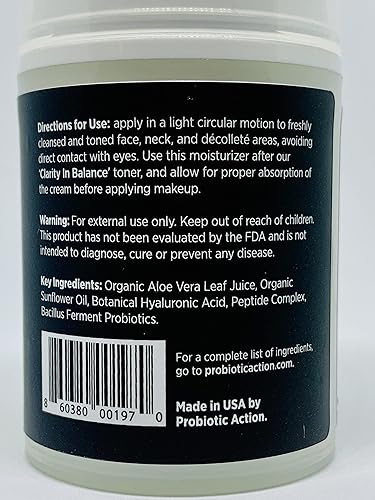 Directions for Use: apply in a light circular motion to freshly
cleansed and toned face, neck, and décolleté areas, avoiding
direct contact with eyes. Use this moisturizer after our
‘Clarity In Balance’ toner, and allow for proper absorption of
the cream before applying makeup.
Warning: For external use only. Keep out of reach of children.
This product has not been evaluated by the FDA and is not
intended to diagnose, cure or prevent any disease.
Key Ingredients: Organic Aloe Vera Leaf Juice, Organic
Sunflower Oil, Botanical Hyaluronic Acid, Peptide Complex,
Bacillus Ferment Probiotics.
For a complete list of ingredients,
go to probioticaction.com.
8 60380 00197 0
Made in USA by
Probiotic Action.